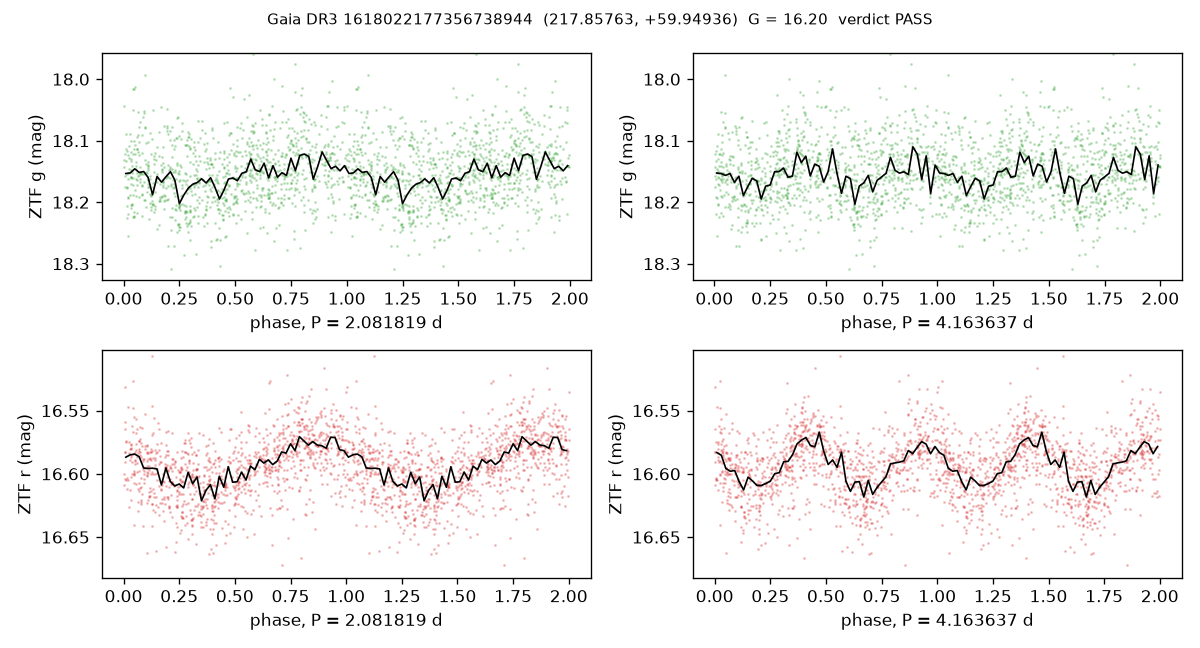 Gaia DR3 1618022177356738944 (217.85763, +59.94936) G = 16.20 verdict PASS
ZTF g (mag)
18.0
18.1
18.2
18.3
0.00 0.25 0.50 0.75 1.00 1.25 1.50 1.75 2.00
phase, P = 2.081819 d
ZTF g (mag)
18.0
18.1
18.2
18.3
0.00 0.25 0.50 0.75 1.00 1.25 1.50 1.75 2.00
phase, P = 4.163637 d
ZTF r (mag)
16.55
16.60
16.65
0.00 0.25 0.50 0.75 1.00 1.25 1.50 1.75 2.00
phase, P = 2.081819 d
ZTF r (mag)
16.55
16.60
16.65
0.00 0.25 0.50 0.75 1.00 1.25 1.50 1.75 2.00
phase, P = 4.163637 d